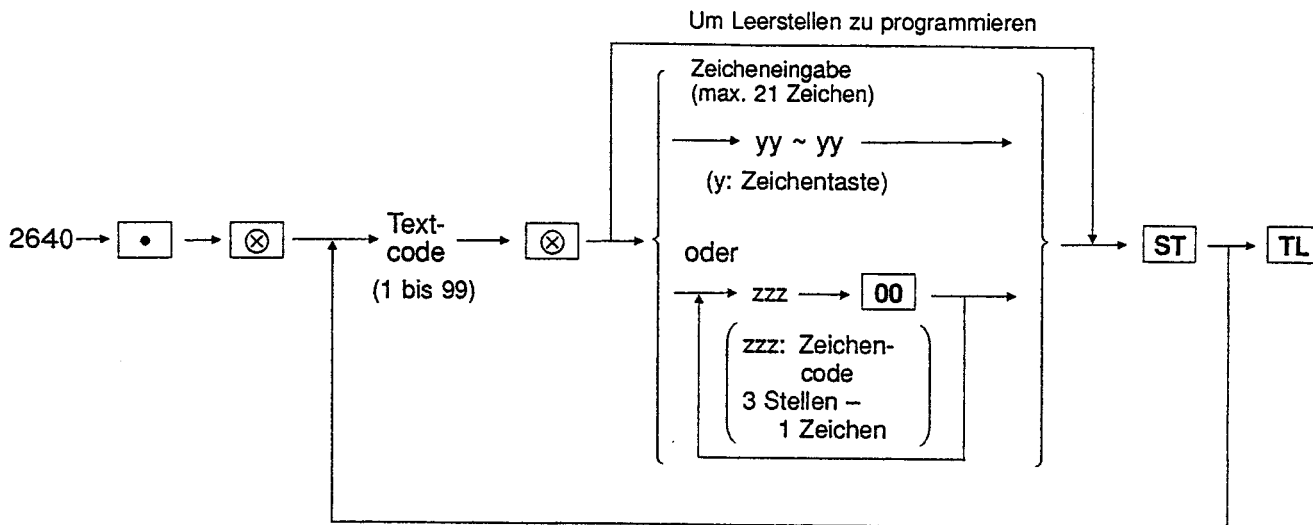 Um Leerstellen zu programmieren
Zeicheneingabe
(max. 21 Zeichen)
yy ~ yy
(y: Zeichentaste)
2640
•
⊗
Text-
code
(1 bis 99)
⊗
oder
zzz
00
zzz: Zeichen-
code
3 Stellen –
1 Zeichen
ST
TL